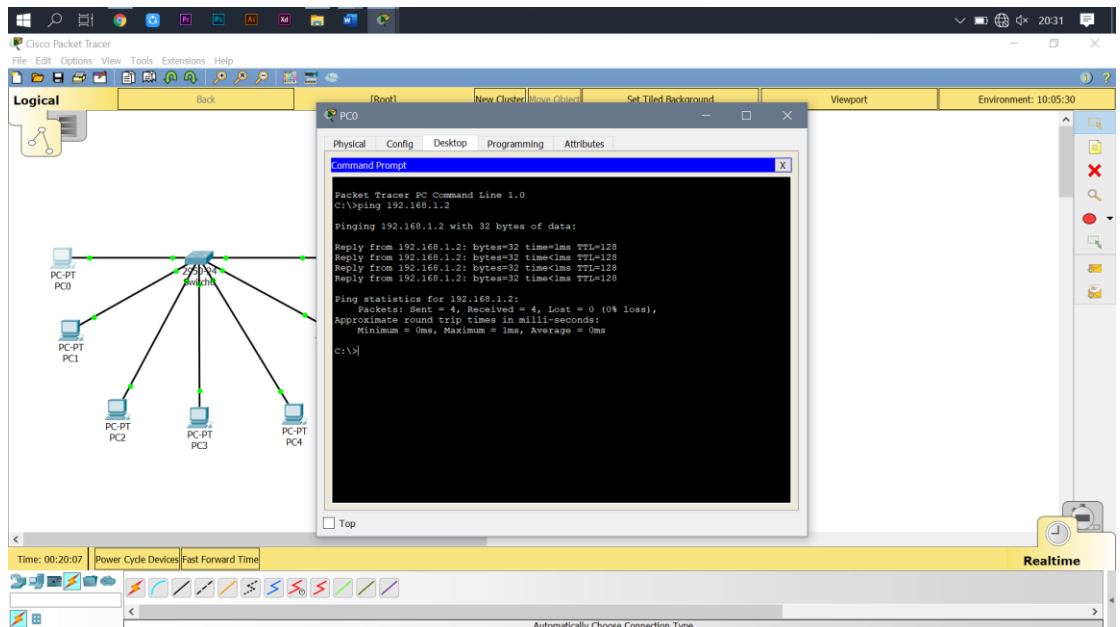 Pr Ps Ai Xd
20:31
Cisco Packet Tracer
File Edit Options View Tools Extensions Help
Logical Back [Root] New Cluster Move Object Set Tiled Background Viewport Environment: 10:05:30
PC0
Physical Config Desktop Programming Attributes
Command Prompt X
Packet Tracer PC Command Line 1.0
C:\>ping 192.168.1.2
Pinging 192.168.1.2 with 32 bytes of data:
Reply from 192.168.1.2: bytes=32 time=1ms TTL=128
Reply from 192.168.1.2: bytes=32 time<1ms TTL=128
Reply from 192.168.1.2: bytes=32 time<1ms TTL=128
Reply from 192.168.1.2: bytes=32 time<1ms TTL=128
Ping statistics for 192.168.1.2:
Packets: Sent = 4, Received = 4, Lost = 0 (0% loss),
Approximate round trip times in milli-seconds:
Minimum = 0ms, Maximum = 1ms, Average = 0ms
C:\>
Top
2950-24
Switch0
PC-PT
PC0
PC-PT
PC1
PC-PT
PC2
PC-PT
PC3
PC-PT
PC4
Time: 00:20:07 Power Cycle Devices Fast Forward Time Realtime
Automatically Choose Connection Type